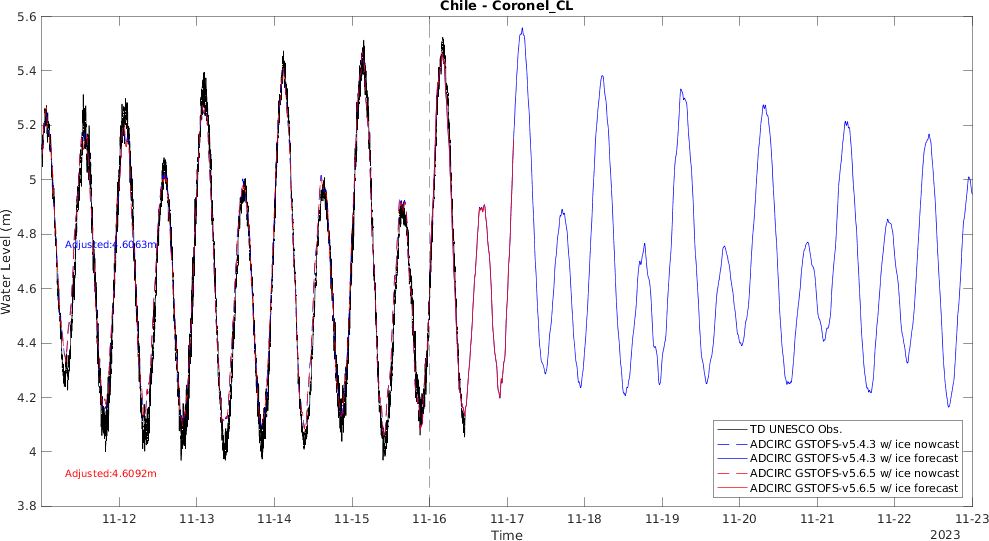 Chile - Coronel_CL
Water Level (m)
5.6
5.4
5.2
5
4.8
4.6
4.4
4.2
4
3.8
Adjusted:4.6063m
Adjusted:4.6092m
TD UNESCO Obs.
ADCIRC GSTOFS-v5.4.3 w/ ice nowcast
ADCIRC GSTOFS-v5.4.3 w/ ice forecast
ADCIRC GSTOFS-v5.6.5 w/ ice nowcast
ADCIRC GSTOFS-v5.6.5 w/ ice forecast
11-12 11-13 11-14 11-15 11-16 11-17 11-18 11-19 11-20 11-21 11-22 11-23
Time
2023